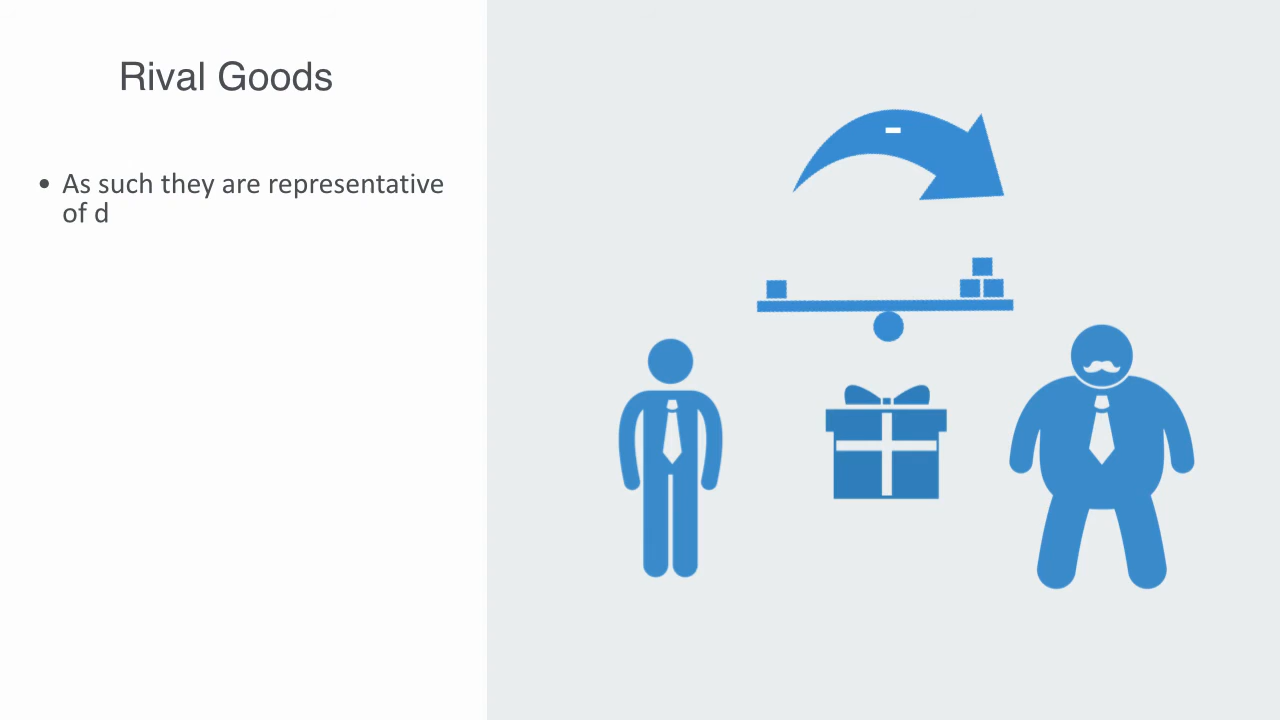 Rival Goods
• As such they are representative
of d
-